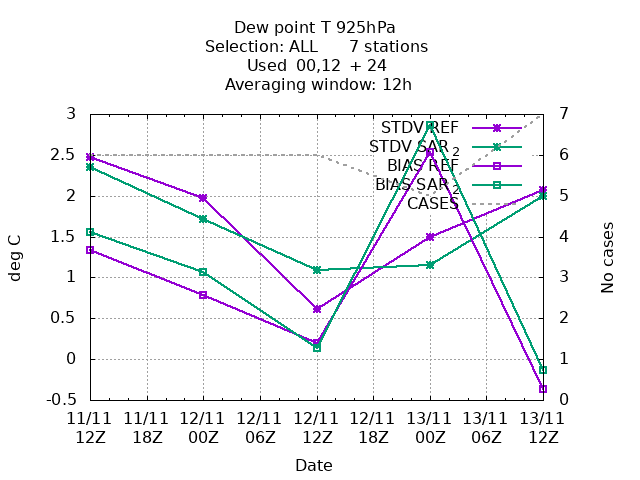 Dew point T 925hPa
Selection: ALL 7 stations
Used 00,12 + 24
Averaging window: 12h
3
2.5
2
1.5
1
0.5
0
-0.5
7
6
5
4
3
2
1
0
deg C
No cases
STDV REF
STDV SAR2
BIAS REF
BIAS SAR2
CASES
11/11 11/11 12/11 12/11 12/11 12/11 13/11 13/11 13/11
12Z 18Z 00Z 06Z 12Z 18Z 00Z 06Z 12Z
Date